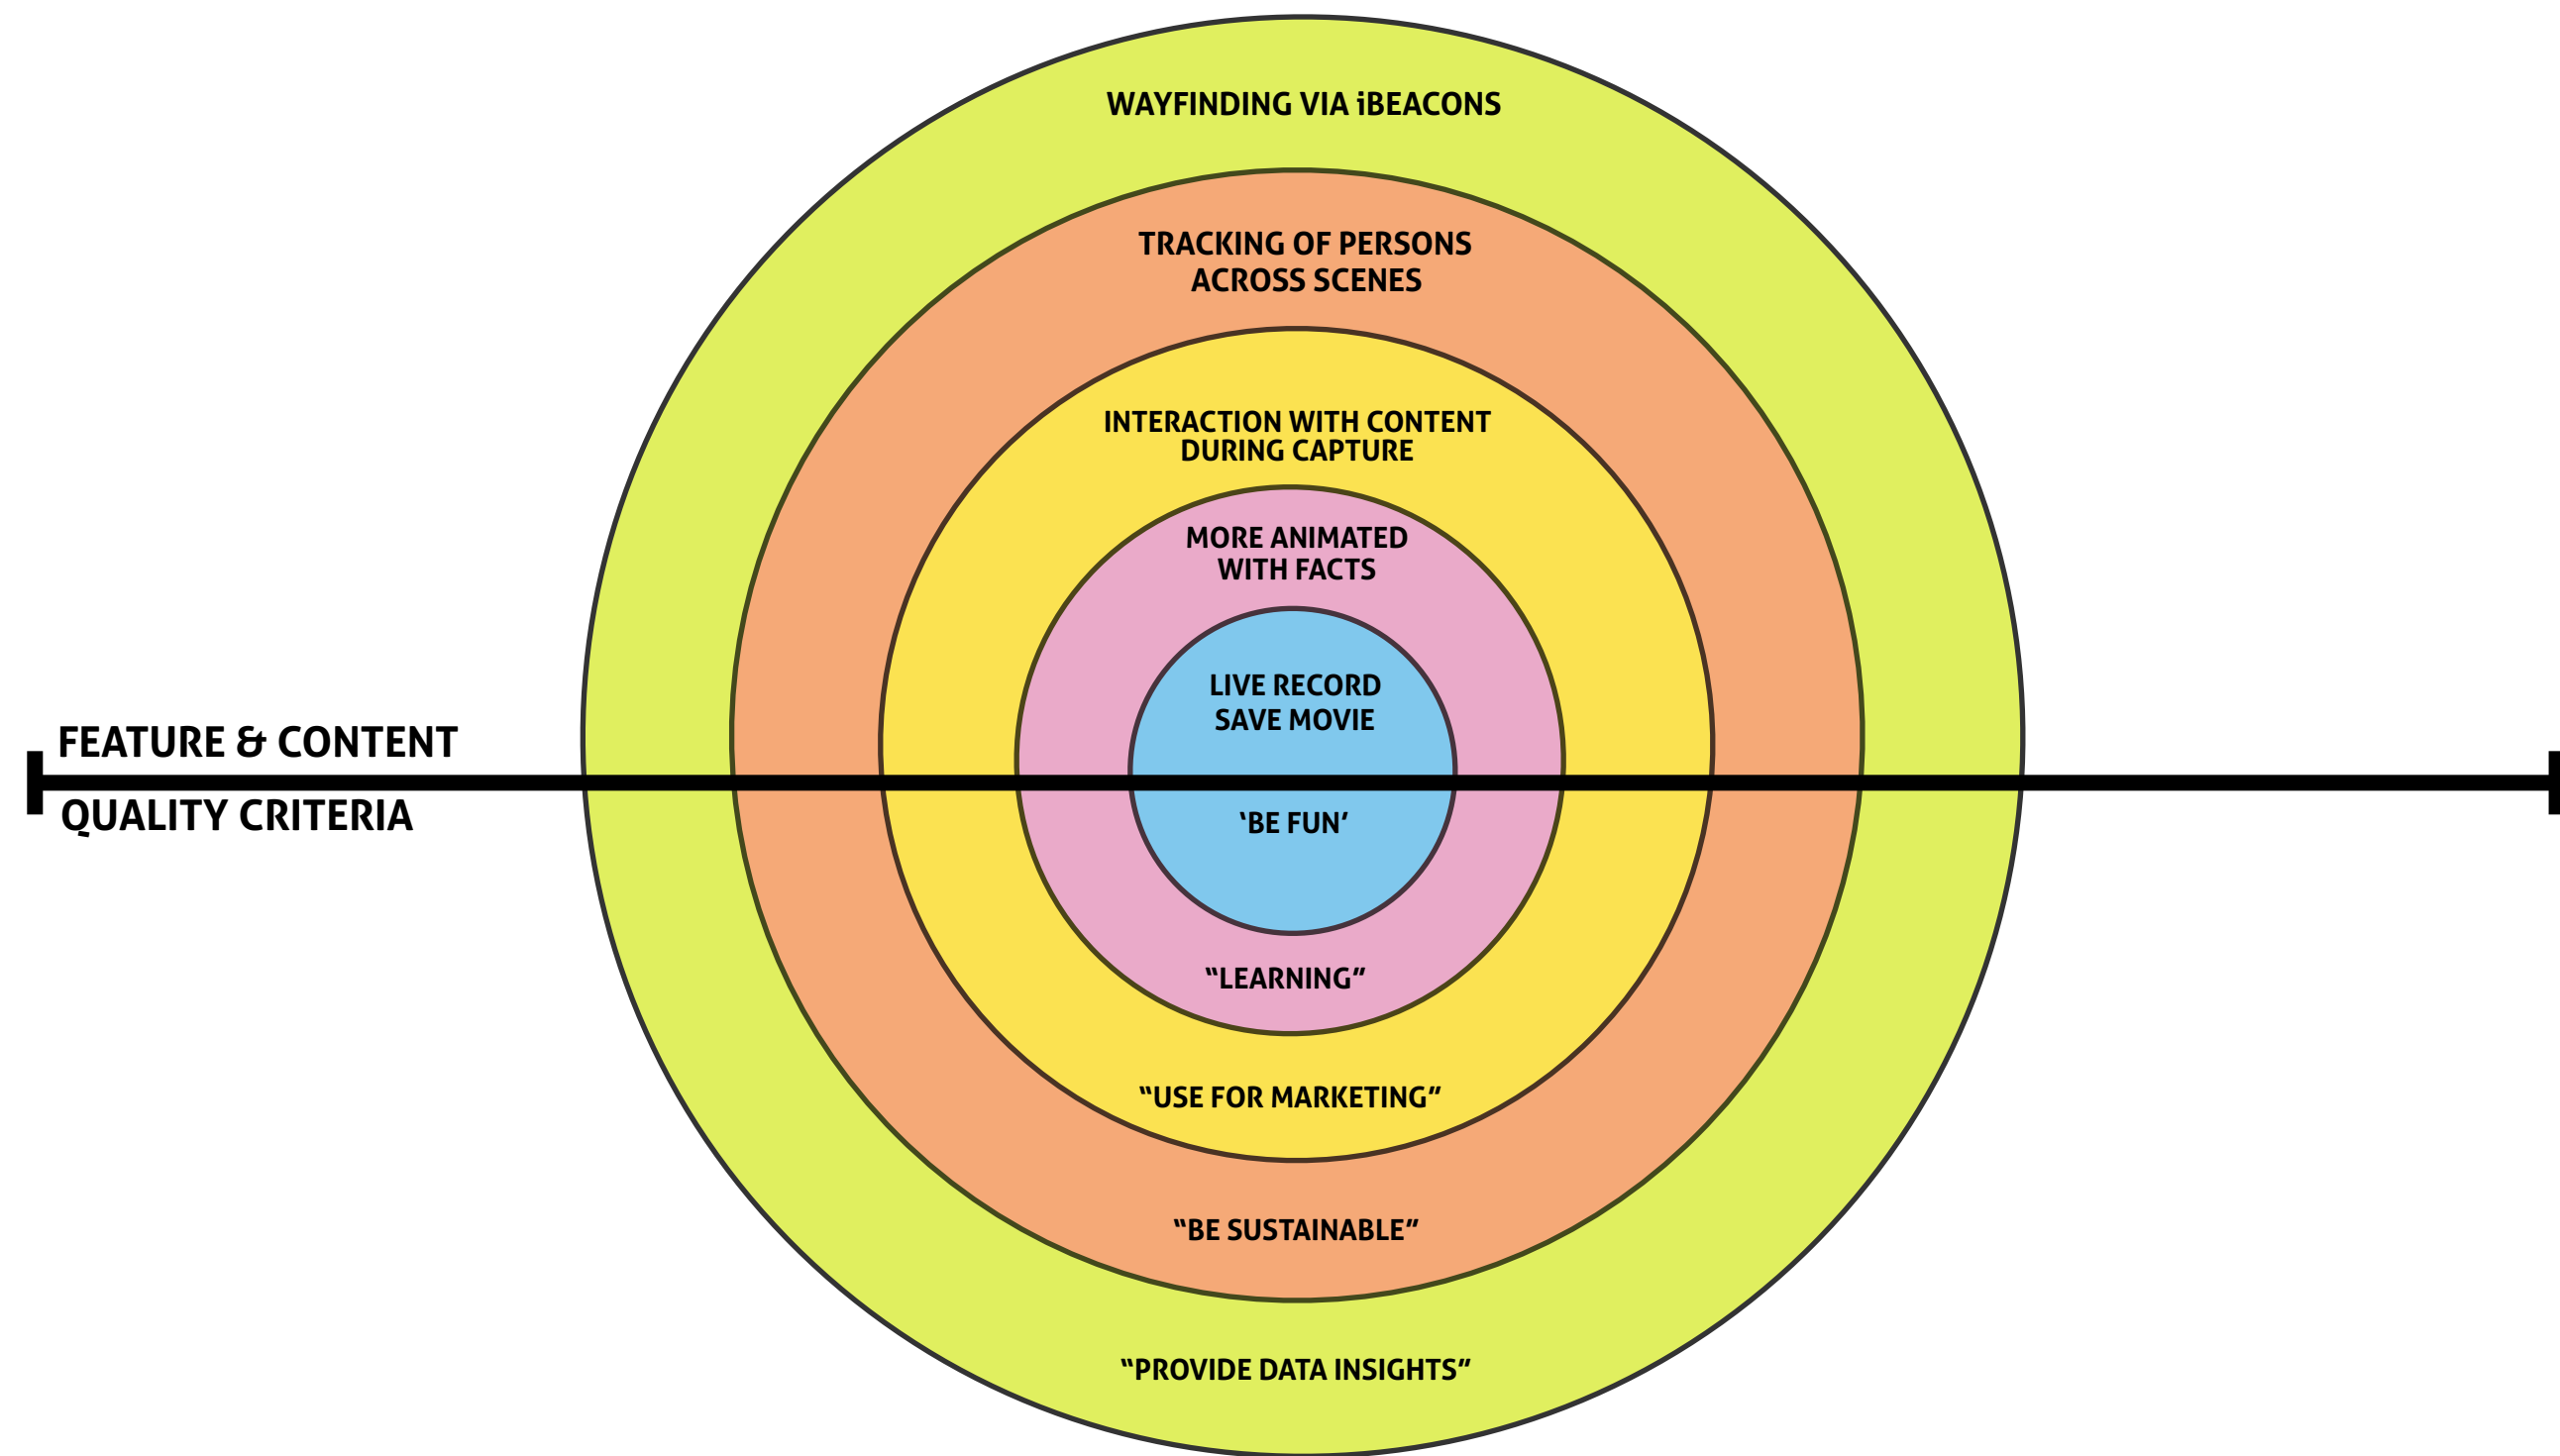 WAYFINDING VIA iBEACONS
TRACKING OF PERSONS
ACROSS SCENES
INTERACTION WITH CONTENT
DURING CAPTURE
MORE ANIMATED
WITH FACTS
LIVE RECORD
SAVE MOVIE
FEATURE & CONTENT
QUALITY CRITERIA
‘BE FUN’
“LEARNING”
“USE FOR MARKETING”
“BE SUSTAINABLE”
“PROVIDE DATA INSIGHTS”